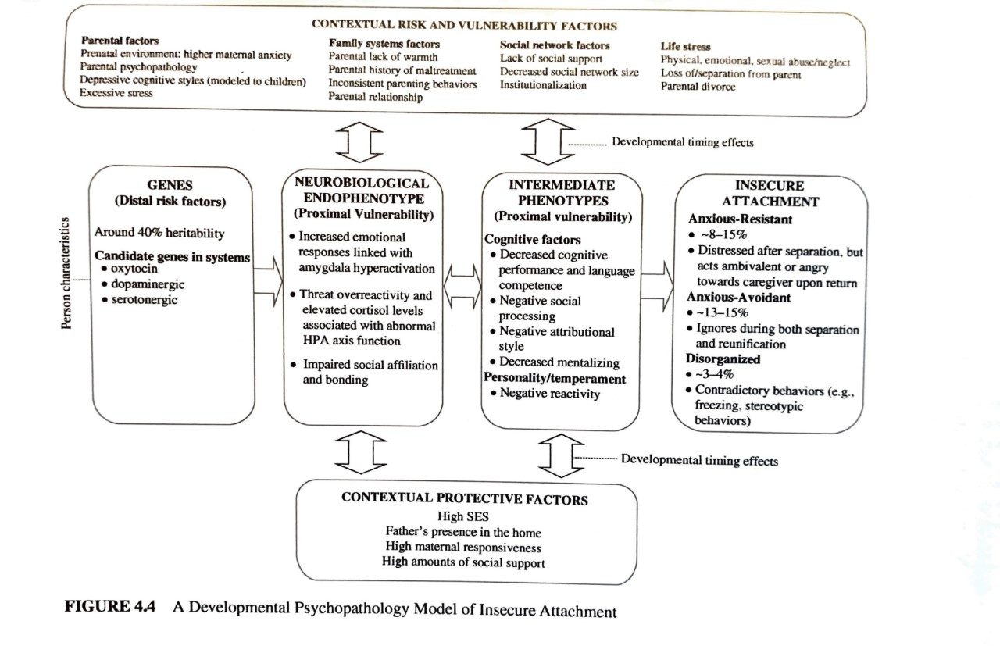 CONTEXTUAL RISK AND VULNERABILITY FACTORS
Parental factors
Prenatal environment: higher maternal anxiety
Parental psychopathology
Depressive cognitive styles (modeled to children)
Excessive stress
Family systems factors
Parental lack of warmth
Parental history of maltreatment
Inconsistent parenting behaviors
Parental relationship
Social network factors
Lack of social support
Decreased social network size
Institutionalization
Life stress
Physical, emotional, sexual abuse/neglect
Loss of/separation from parent
Parental divorce
Developmental timing effects
Person characteristics
GENES
(Distal risk factors)
Around 40% heritability
Candidate genes in systems
• oxytocin
• dopaminergic
• serotonergic
NEUROBIOLOGICAL
ENDOPHENOTYPE
(Proximal Vulnerability)
• Increased emotional
responses linked with
amygdala hyperactivation
• Threat overreactivity and
elevated cortisol levels
associated with abnormal
HPA axis function
• Impaired social affiliation
and bonding
INTERMEDIATE
PHENOTYPES
(Proximal vulnerability)
Cognitive factors
• Decreased cognitive
performance and language
competence
• Negative social
processing
• Negative attributional
style
• Decreased mentalizing
Personality/temperament
• Negative reactivity
INSECURE
ATTACHMENT
Anxious-Resistant
• ~8–15%
• Distressed after separation, but
acts ambivalent or angry
towards caregiver upon return
Anxious-Avoidant
• ~13–15%
• Ignores during both separation
and reunification
Disorganized
• ~3–4%
• Contradictory behaviors (e.g.,
freezing, stereotypic
behaviors)
Developmental timing effects
CONTEXTUAL PROTECTIVE FACTORS
High SES
Father's presence in the home
High maternal responsiveness
High amounts of social support
FIGURE 4.4 A Developmental Psychopathology Model of Insecure Attachment